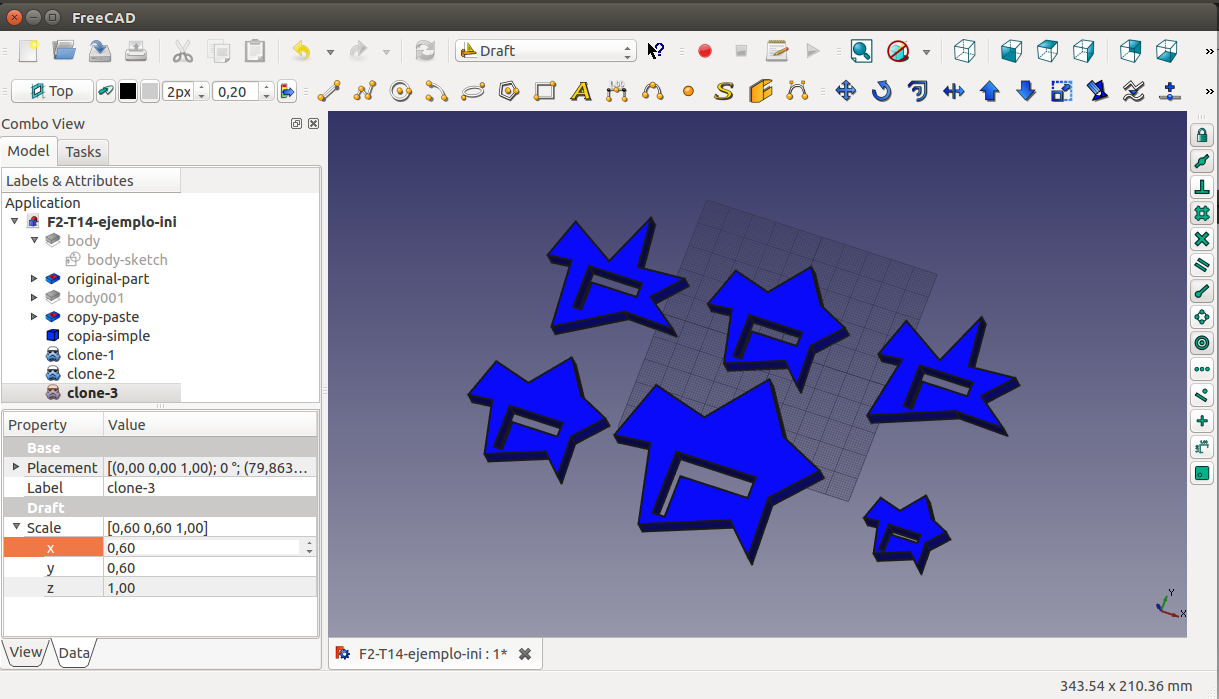 FreeCAD
Draft
»
Top
2px
0,20
»
Combo View
Model
Tasks
Labels & Attributes
Application
F2-T14-ejemplo-ini
body
body-sketch
original-part
body001
copy-paste
copia-simple
clone-1
clone-2
clone-3
Property Value
Base
Placement [(0,00 0,00 1,00); 0 °; (79,863...
Label clone-3
Draft
Scale [0,60 0,60 1,00]
x 0,60
y 0,60
z 1,00
View
Data
Y
X
F2-T14-ejemplo-ini : 1*
343.54 x 210.36 mm